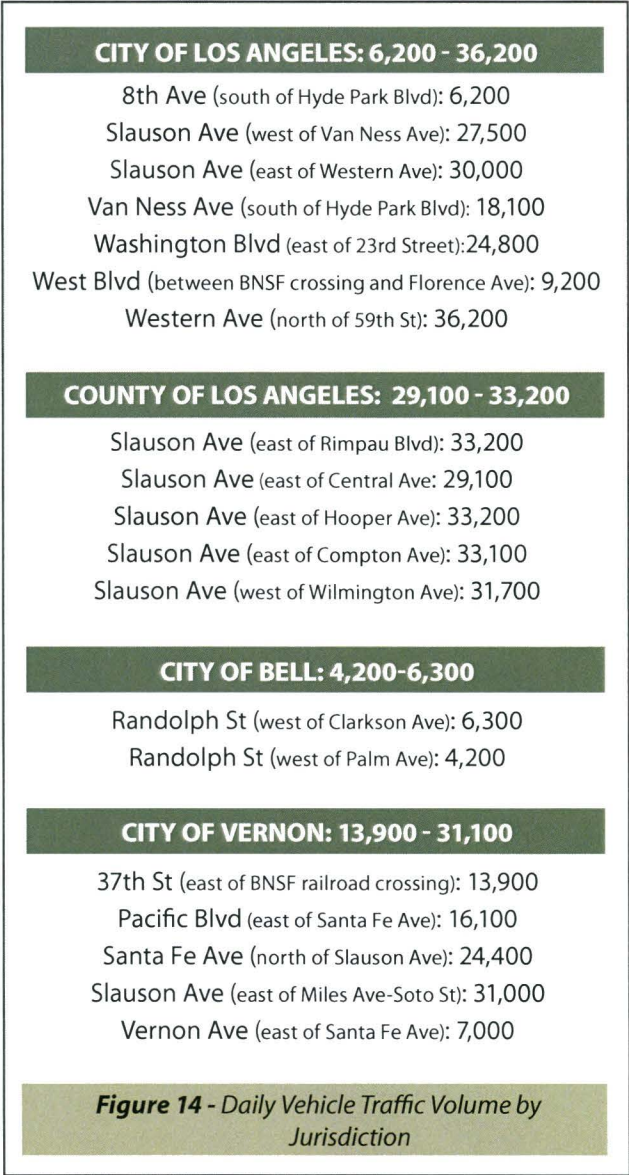 CITY OF LOS ANGELES: 6,200 - 36,200
8th Ave (south of Hyde Park Blvd): 6,200
Slauson Ave (west of Van Ness Ave): 27,500
Slauson Ave (east of Western Ave): 30,000
Van Ness Ave (south of Hyde Park Blvd): 18,100
Washington Blvd (east of 23rd Street):24,800
West Blvd (between BNSF crossing and Florence Ave): 9,200
Western Ave (north of 59th St): 36,200
COUNTY OF LOS ANGELES: 29,100 - 33,200
Slauson Ave (east of Rimpau Blvd): 33,200
Slauson Ave (east of Central Ave: 29,100
Slauson Ave (east of Hooper Ave): 33,200
Slauson Ave (east of Compton Ave): 33,100
Slauson Ave (west of Wilmington Ave): 31,700
CITY OF BELL: 4,200-6,300
Randolph St (west of Clarkson Ave): 6,300
Randolph St (west of Palm Ave): 4,200
CITY OF VERNON: 13,900 - 31,100
37th St (east of BNSF railroad crossing): 13,900
Pacific Blvd (east of Santa Fe Ave): 16,100
Santa Fe Ave (north of Slauson Ave): 24,400
Slauson Ave (east of Miles Ave-Soto St): 31,000
Vernon Ave (east of Santa Fe Ave): 7,000
Figure 14 - Daily Vehicle Traffic Volume by
Jurisdiction